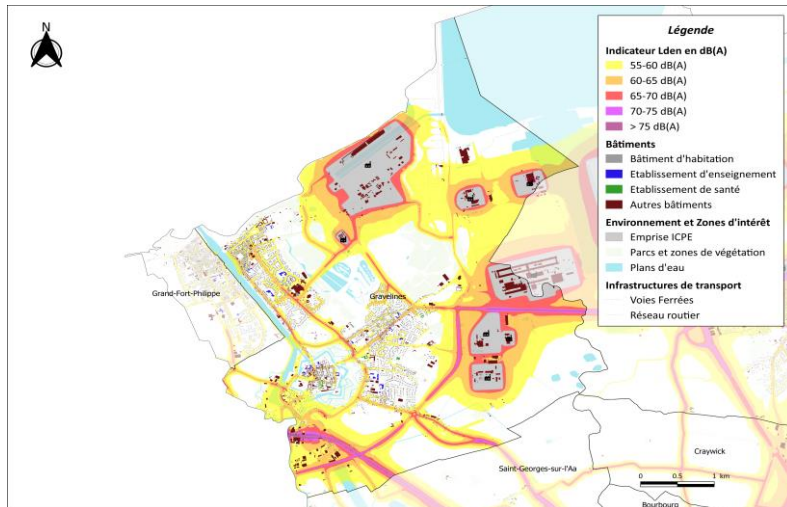 N
Légende
Indicateur Lden en dB(A)
55-60 dB(A)
60-65 dB(A)
65-70 dB(A)
70-75 dB(A)
> 75 dB(A)
Bâtiments
Bâtiment d'habitation
Etablissement d'enseignement
Etablissement de santé
Autres bâtiments
Environnement et Zones d'intérêt
Emprise ICPE
Parcs et zones de végétation
Plans d'eau
Infrastructures de transport
Voies Ferrées
Réseau routier
Grand-Fort-Philippe
Gravelines
Craywick
Saint-Georges-sur-l'Aa
0 0.5 1 km
Bourbourg